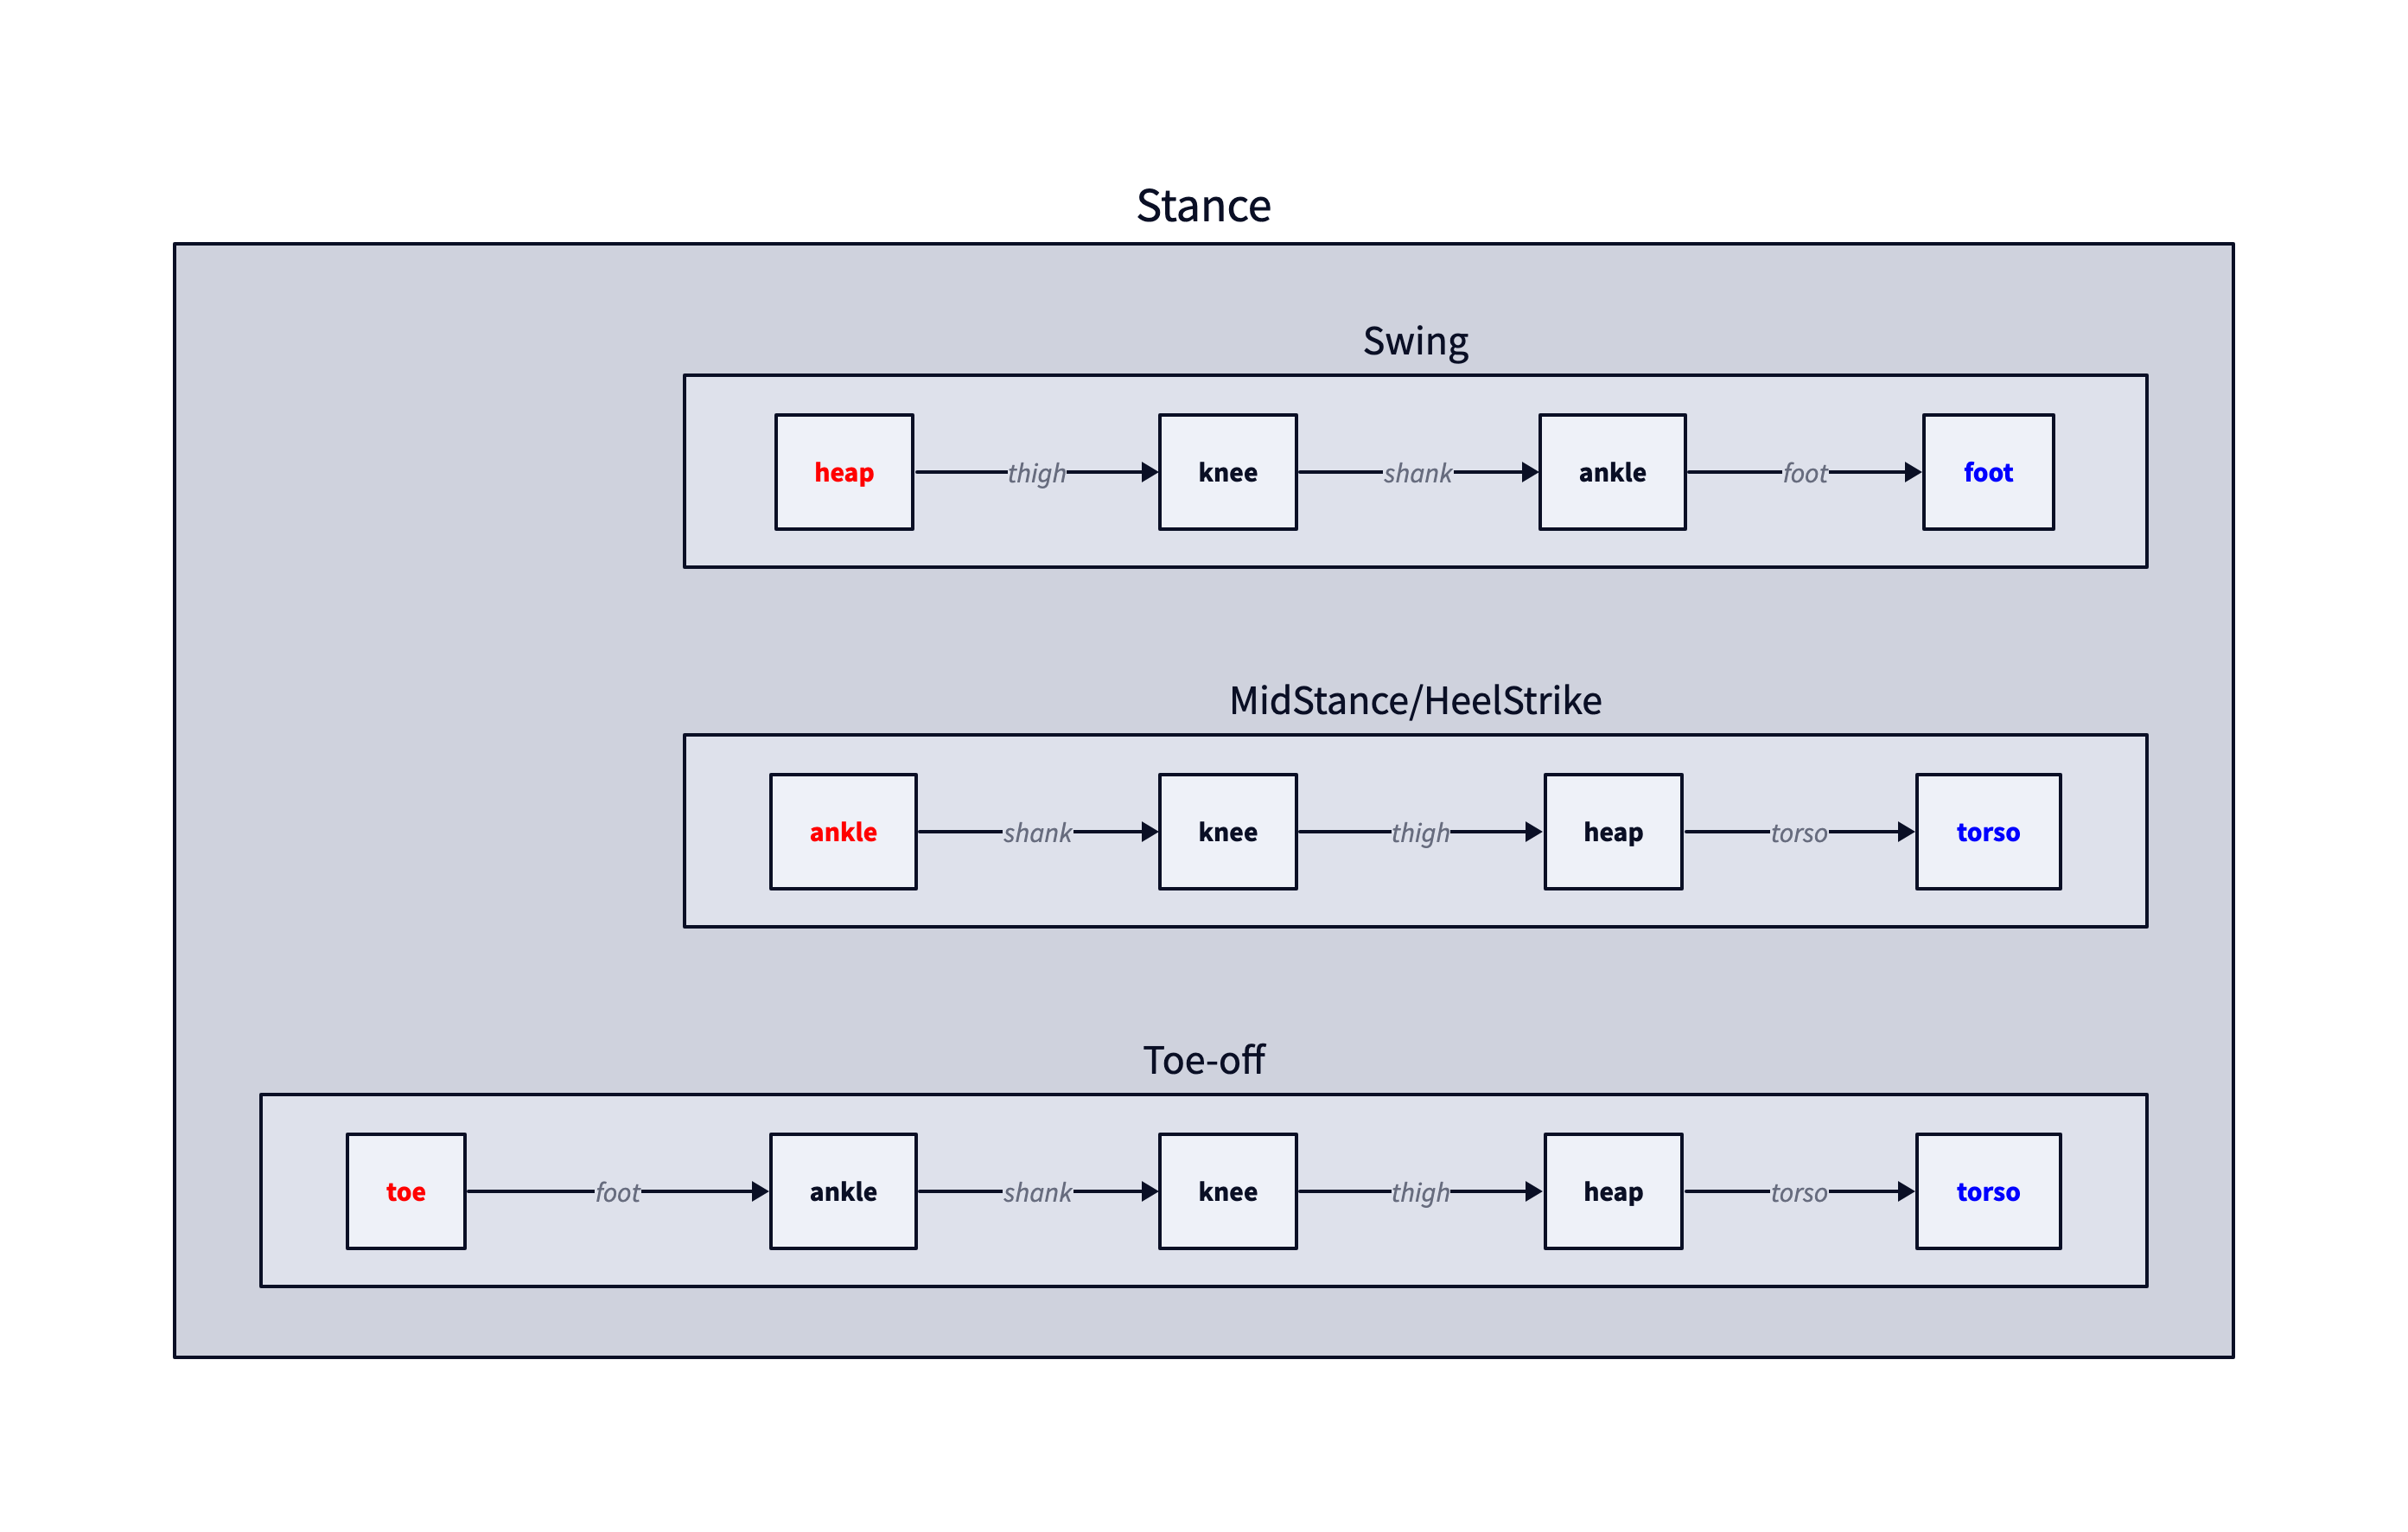 Stance
Swing
heap thigh knee shank ankle foot foot
MidStance/HeelStrike
ankle shank knee thigh heap torso torso
Toe-off
toe foot ankle shank knee thigh heap torso torso